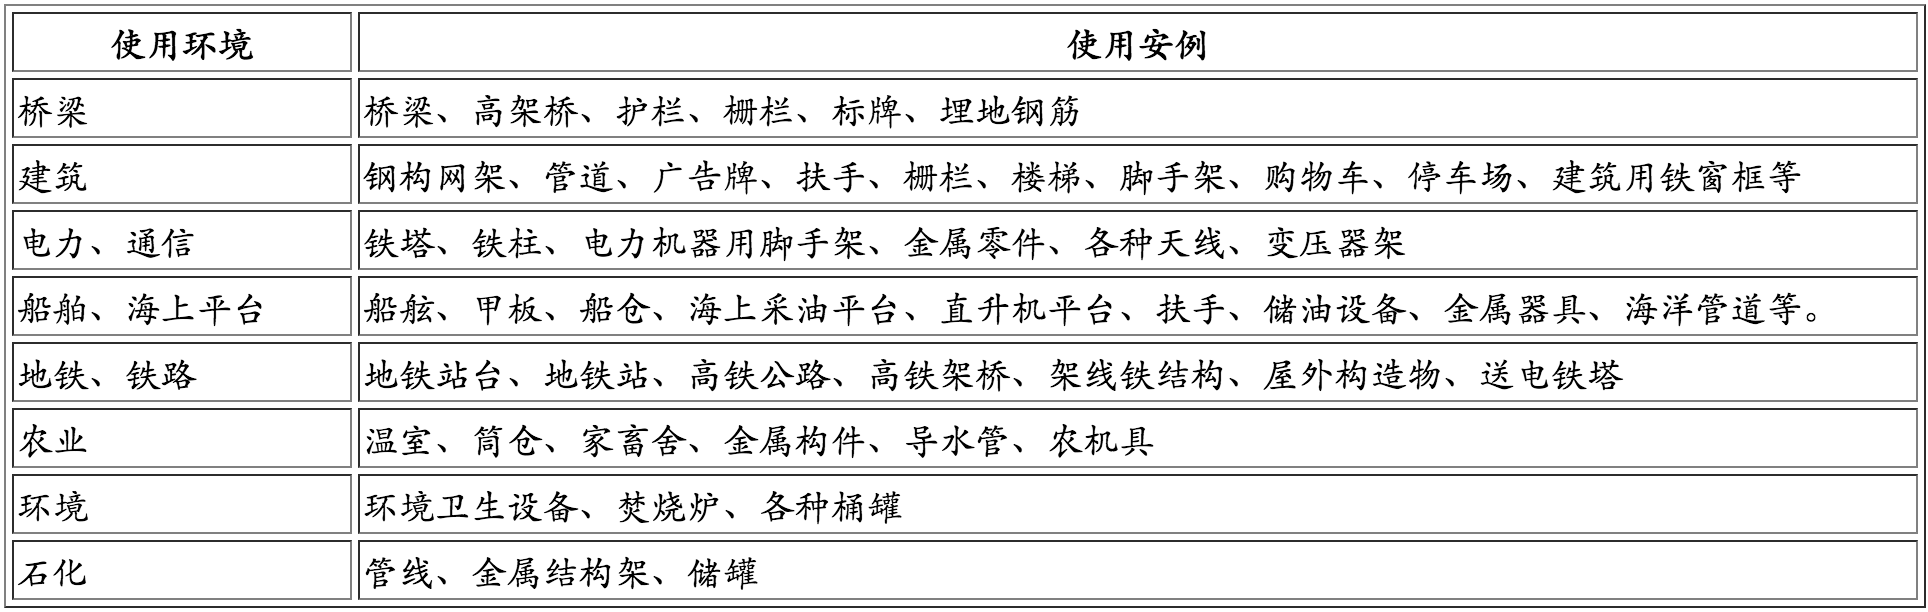 使用环境 使用安例
桥梁 桥梁、高架桥、护栏、栅栏、标牌、埋地钢筋
建筑 钢构网架、管道、广告牌、扶手、栅栏、楼梯、脚手架、购物车、停车场、建筑用铁窗框等
电力、通信 铁塔、铁柱、电力机器用脚手架、金属零件、各种天线、变压器架
船舶、海上平台 船舷、甲板、船仓、海上采油平台、直升机平台、扶手、储油设备、金属器具、海洋管道等。
地铁、铁路 地铁站台、地铁站、高铁公路、高铁架桥、架线铁结构、屋外构造物、送电铁塔
农业 温室、筒仓、家畜舍、金属构件、导水管、农机具
环境 环境卫生设备、焚烧炉、各种桶罐
石化 管线、金属结构架、储罐